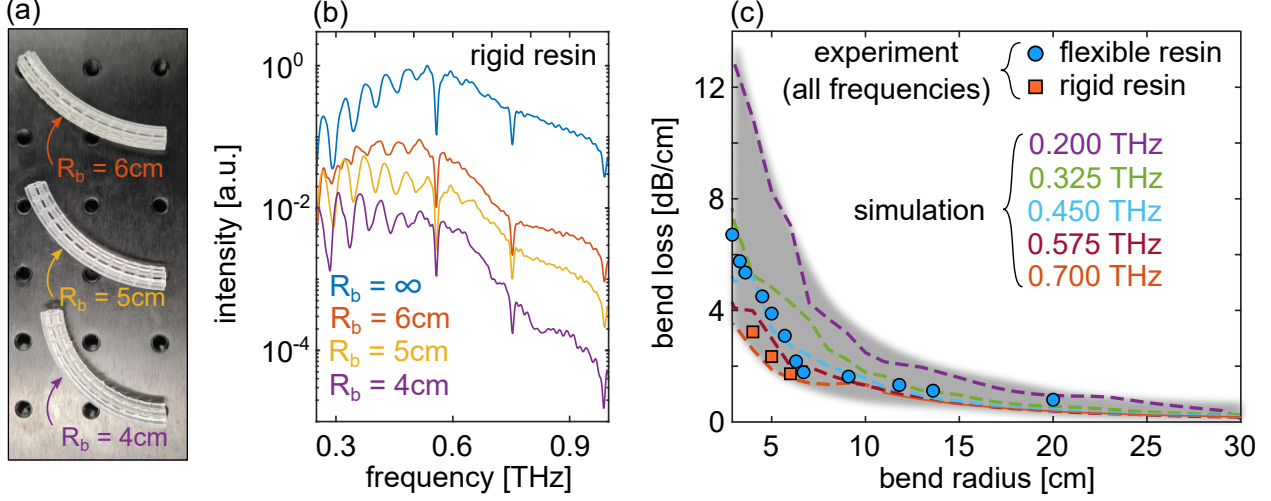 (a)
R_b = 6cm
R_b = 5cm
R_b = 4cm
(b)
rigid resin
10^0
10^-2
10^-4
intensity [a.u.]
R_b = ∞
R_b = 6cm
R_b = 5cm
R_b = 4cm
0.3 0.6 0.9
frequency [THz]
(c)
experiment
(all frequencies)
flexible resin
rigid resin
simulation
0.200 THz
0.325 THz
0.450 THz
0.575 THz
0.700 THz
12
8
4
0
bend loss [dB/cm]
5 10 15 20 25 30
bend radius [cm]